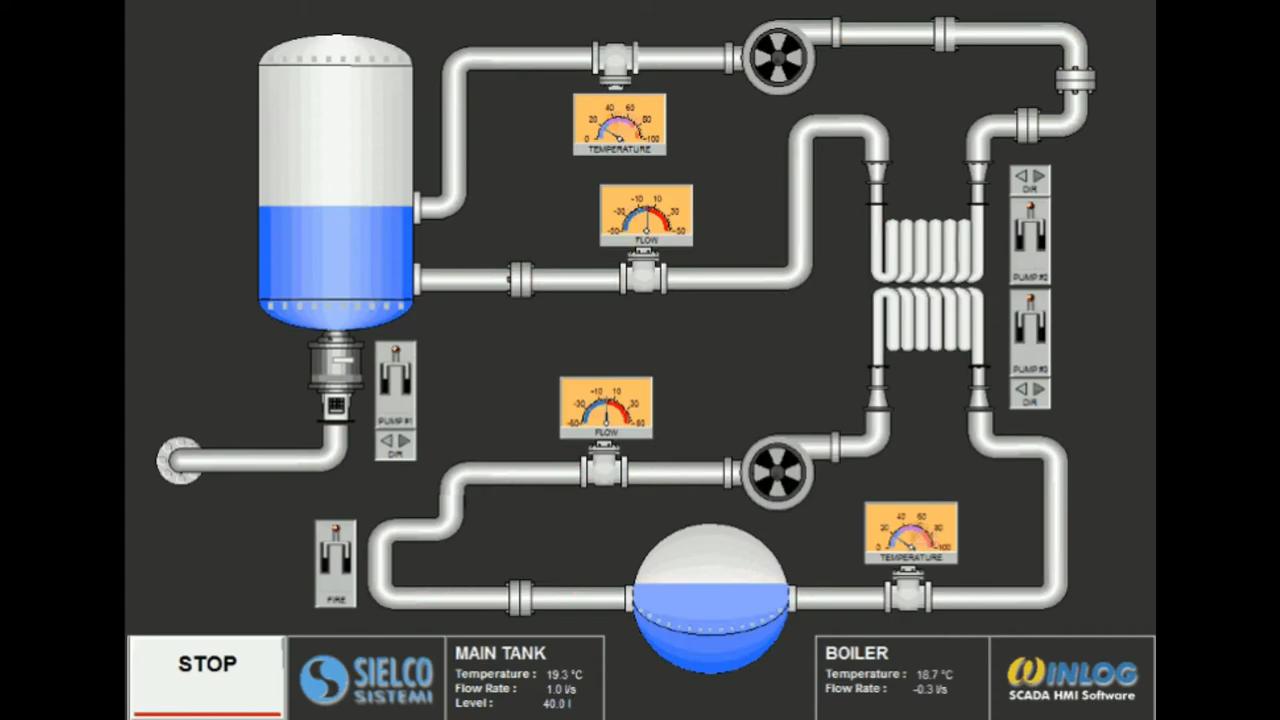 40 60
20 80
0 100
TEMPERATURE
-10 10
-30 30
-50 50
FLOW
DIR
PUMP#2
PUMP#3
DIR
PUMP#1
DIR
-10 10
-30 30
-50 50
FLOW
40 60
20 80
0 100
TEMPERATURE
FIRE
STOP
SIELCO
SISTEMI
MAIN TANK
Temperature : 19.3 °C
Flow Rate : 1.0 l/s
Level : 40.0 l
BOILER
Temperature : 18.7 °C
Flow Rate : -0.3 l/s
WINLOG
SCADA HMI Software